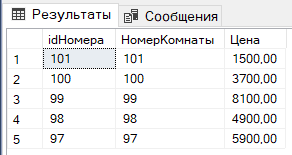 Результаты Сообщения
idНомера НомерКомнаты Цена
1 101 101 1500,00
2 100 100 3700,00
3 99 99 8100,00
4 98 98 4900,00
5 97 97 5900,00